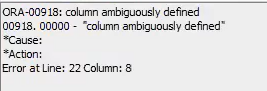 ORA-00918: column ambiguously defined
00918. 00000 -  "column ambiguously defined"
*Cause:
*Action:
Error at Line: 22 Column: 8